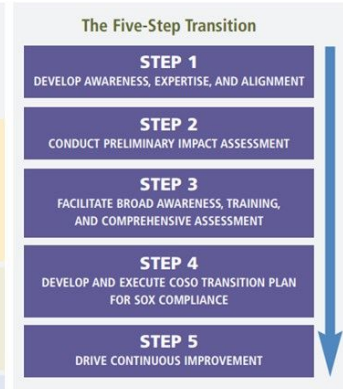 The Five-Step Transition
STEP 1
DEVELOP AWARENESS, EXPERTISE, AND ALIGNMENT
STEP 2
CONDUCT PRELIMINARY IMPACT ASSESSMENT
STEP 3
FACILITATE BROAD AWARENESS, TRAINING,
AND COMPREHENSIVE ASSESSMENT
STEP 4
DEVELOP AND EXECUTE COSO TRANSITION PLAN
FOR SOX COMPLIANCE
STEP 5
DRIVE CONTINUOUS IMPROVEMENT